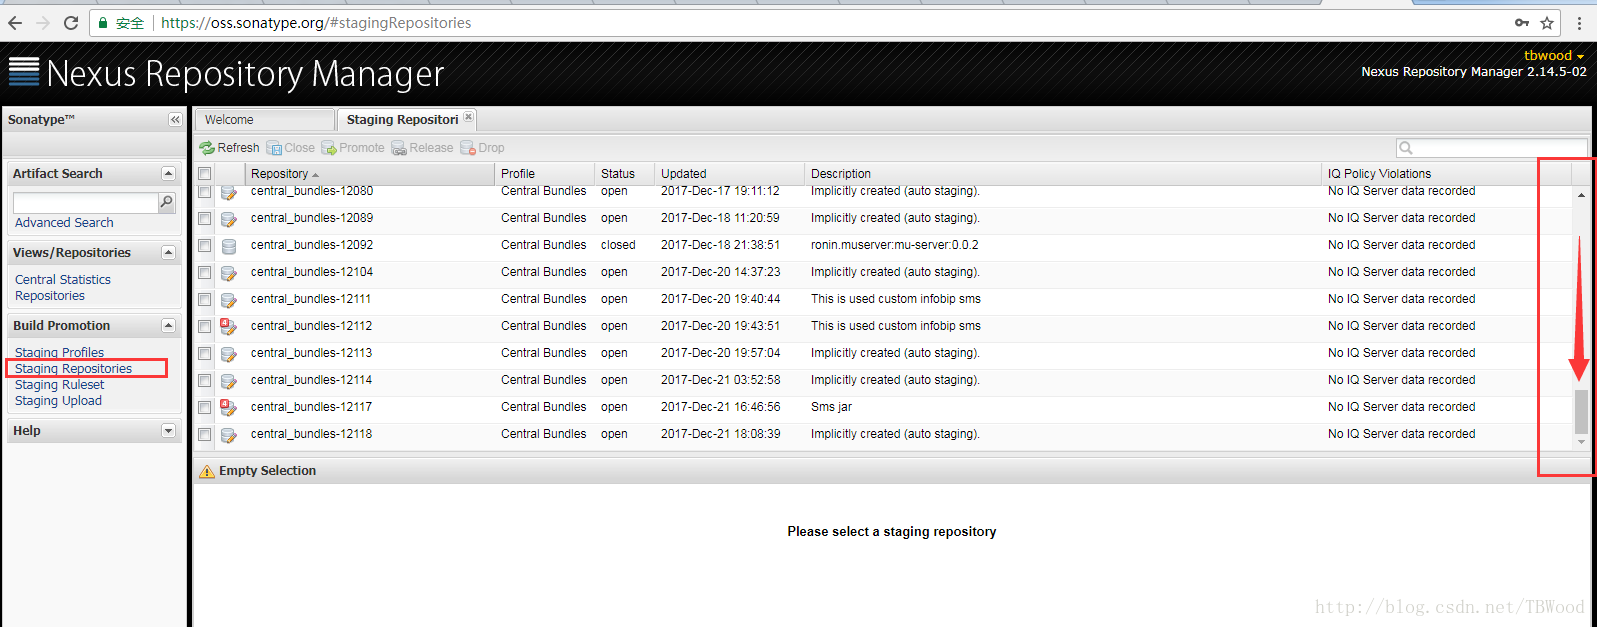 安全 https://oss.sonatype.org/#stagingRepositories
Nexus Repository Manager
tbwood
Nexus Repository Manager 2.14.5-02
Sonatype™
Artifact Search
Advanced Search
Views/Repositories
Central Statistics
Repositories
Build Promotion
Staging Profiles
Staging Repositories
Staging Ruleset
Staging Upload
Help
Welcome Staging Repositori
Refresh Close Promote Release Drop
Repository Profile Status Updated Description IQ Policy Violations
central_bundles-12080 Central Bundles open 2017-Dec-17 19:11:12 Implicitly created (auto staging). No IQ Server data recorded
central_bundles-12089 Central Bundles open 2017-Dec-18 11:20:59 Implicitly created (auto staging). No IQ Server data recorded
central_bundles-12092 Central Bundles closed 2017-Dec-18 21:38:51 ronin.muserver:mu-server:0.0.2 No IQ Server data recorded
central_bundles-12104 Central Bundles open 2017-Dec-20 14:37:23 Implicitly created (auto staging). No IQ Server data recorded
central_bundles-12111 Central Bundles open 2017-Dec-20 19:40:44 This is used custom infobip sms No IQ Server data recorded
central_bundles-12112 Central Bundles open 2017-Dec-20 19:43:51 This is used custom infobip sms No IQ Server data recorded
central_bundles-12113 Central Bundles open 2017-Dec-20 19:57:04 Implicitly created (auto staging). No IQ Server data recorded
central_bundles-12114 Central Bundles open 2017-Dec-21 03:52:58 Implicitly created (auto staging). No IQ Server data recorded
central_bundles-12117 Central Bundles open 2017-Dec-21 16:46:56 Sms jar No IQ Server data recorded
central_bundles-12118 Central Bundles open 2017-Dec-21 18:08:39 Implicitly created (auto staging). No IQ Server data recorded
Empty Selection
Please select a staging repository
http://blog.csdn.net/TBWood